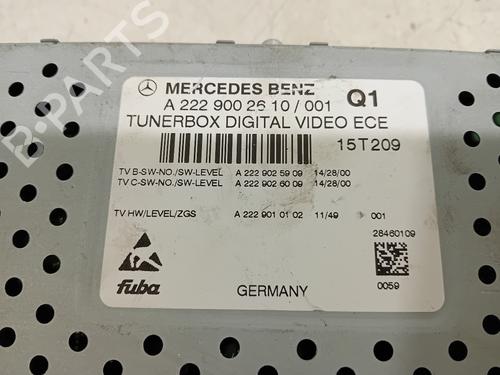 MERCEDES BENZ Q1
A 222 900 26 10 / 001
TUNERBOX DIGITAL VIDEO ECE
15T209
TV B-SW-NO./SW-LEVEL A 222 902 59 09 14/28/00
TV C-SW-NO./SW-LEVEL A 222 902 60 09 14/28/00
TV HW/LEVEL/ZGS A 222 901 01 02 11/49 001
28460109
0059
fuba
GERMANY